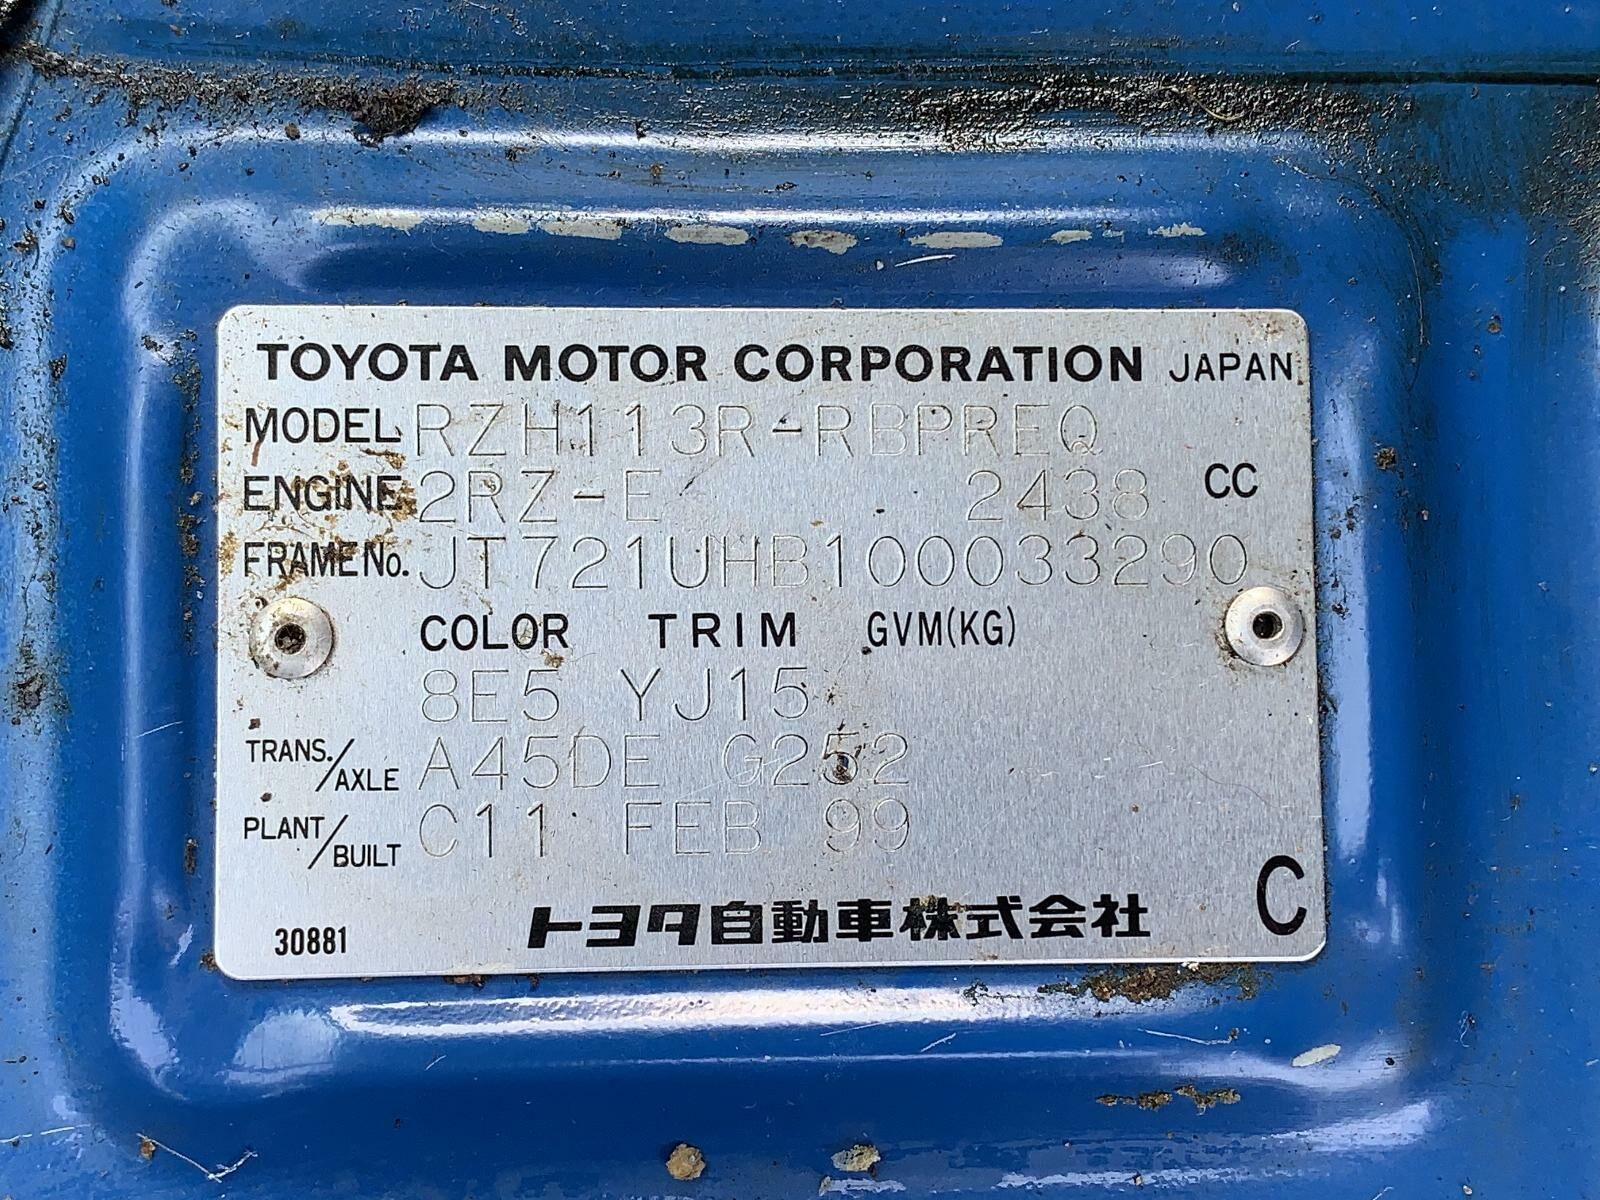 TOYOTA MOTOR CORPORATION JAPAN
MODEL RZH113R-RBPREQ
ENGINE 2RZ-E 2438 CC
FRAME No. JT721UHB100033290
COLOR TRIM GVM(KG)
8E5 YJ15
TRANS./AXLE A45DE G252
PLANT/BUILT C11 FEB 99
30881 トヨタ自動車株式会社 C